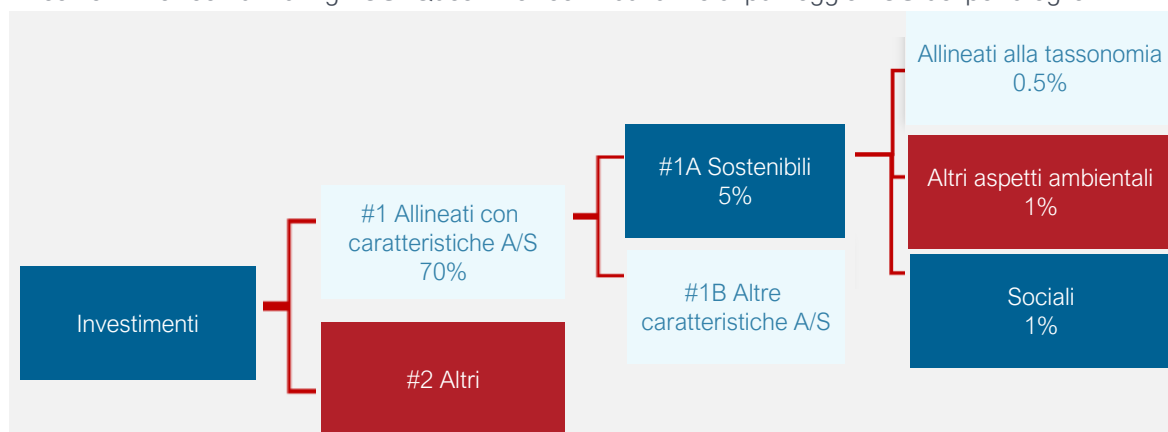 Investimenti
#1 Allineati con
caratteristiche A/S
70%
#2 Altri
#1A Sostenibili
5%
#1B Altre
caratteristiche A/S
Allineati alla tassonomia
0.5%
Altri aspetti ambientali
1%
Sociali
1%